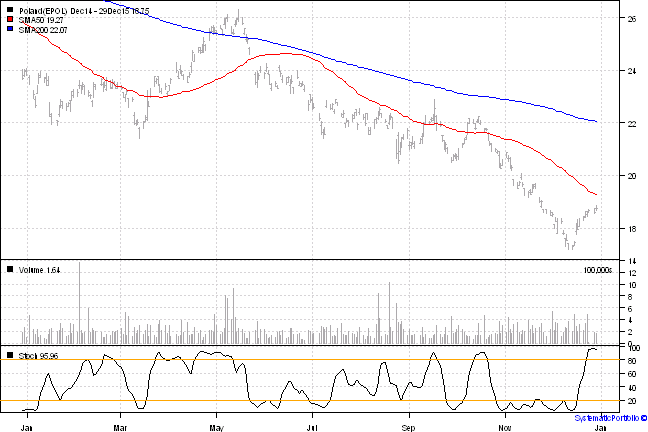 Poland(EPOL) Dec14 - 29Dec15 18.75
SMA50 19.27
SMA200 22.07
26
24
22
20
18
Volume 1.64
100,000s
14
12
10
8
6
4
2
0
Stoch 95.96
100
80
60
40
20
Jan
Mar
May
Jul
Sep
Nov
Jan
SystematicPortfolio ©